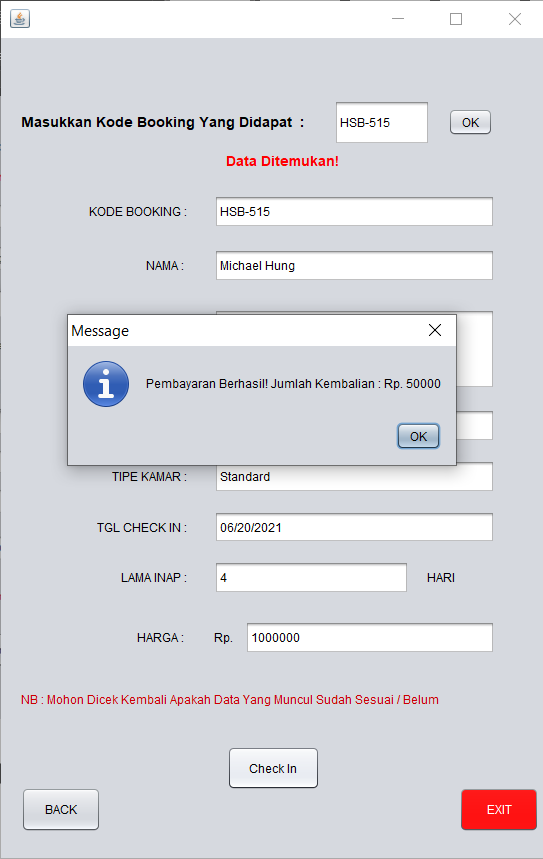 Masukkan Kode Booking Yang Didapat : HSB-515 OK
Data Ditemukan!
KODE BOOKING : HSB-515
NAMA : Michael Hung
Message
Pembayaran Berhasil! Jumlah Kembalian : Rp. 50000
OK
TIPE KAMAR : Standard
TGL CHECK IN : 06/20/2021
LAMA INAP : 4 HARI
HARGA : Rp. 1000000
NB : Mohon Dicek Kembali Apakah Data Yang Muncul Sudah Sesuai / Belum
Check In
BACK EXIT